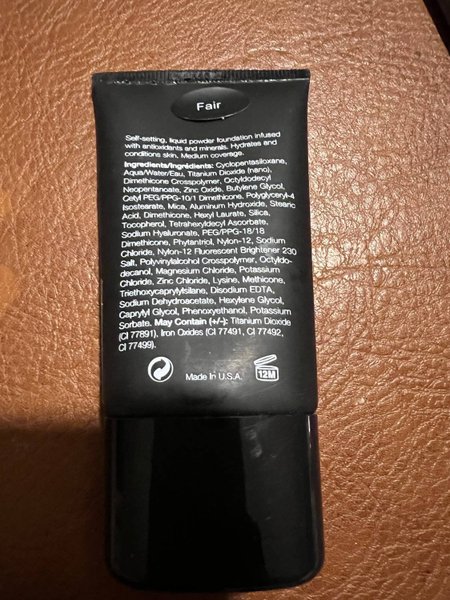 Fair
Self-setting, liquid powder foundation infused
with antioxidants and minerals. Hydrates and
conditions skin. Medium coverage.
Ingredients/Ingrédients: Cyclopentasiloxane,
Aqua/Water/Eau, Titanium Dioxide (nano),
Dimethicone Crosspolymer, Octyldodecyl
Neopentanoate, Zinc Oxide, Butylene Glycol,
Cetyl PEG/PPG-10/1 Dimethicone, Polyglyceryl-4
Isostearate, Mica, Aluminum Hydroxide, Stearic
Acid, Dimethicone, Hexyl Laurate, Silica,
Tocopherol, Tetrahexyldecyl Ascorbate,
Sodium Hyaluronate, PEG/PPG-18/18
Dimethicone, Phytantriol, Nylon-12, Sodium
Chloride, Nylon-12 Fluorescent Brightener 230
Salt, Polyvinylalcohol Crosspolymer, Octyldo-
decanol, Magnesium Chloride, Potassium
Chloride, Zinc Chloride, Lysine, Methicone,
Triethoxycaprylylsilane, Disodium EDTA,
Sodium Dehydroacetate, Hexylene Glycol,
Caprylyl Glycol, Phenoxyethanol, Potassium
Sorbate. May Contain (+/-): Titanium Dioxide
(CI 77891), Iron Oxides (CI 77491, CI 77492,
CI 77499).
Made in U.S.A.
12M